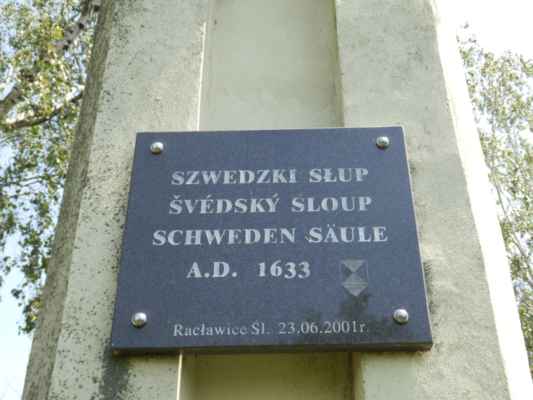 SZWEDZKI SŁUP
ŠVÉDSKÝ SLOUP
SCHWEDEN SÄULE
A.D. 1633
Racławice Śl. 23.06.2001r.